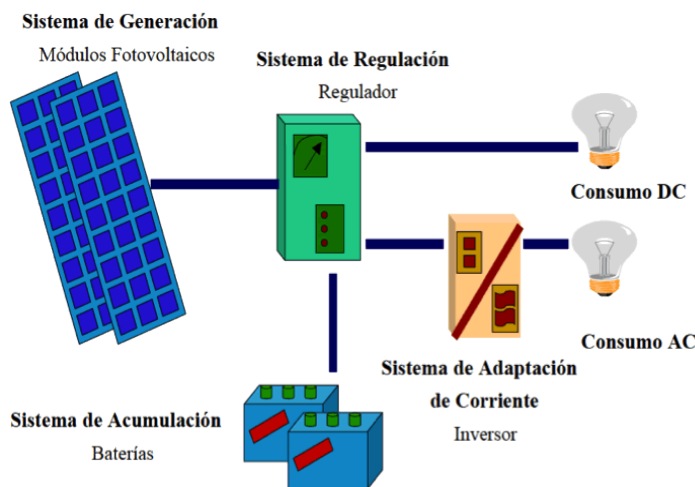 Sistema de Generación
Módulos Fotovoltaicos
Sistema de Regulación
Regulador
Consumo DC
Consumo AC
Sistema de Adaptación
de Corriente
Inversor
Sistema de Acumulación
Baterías